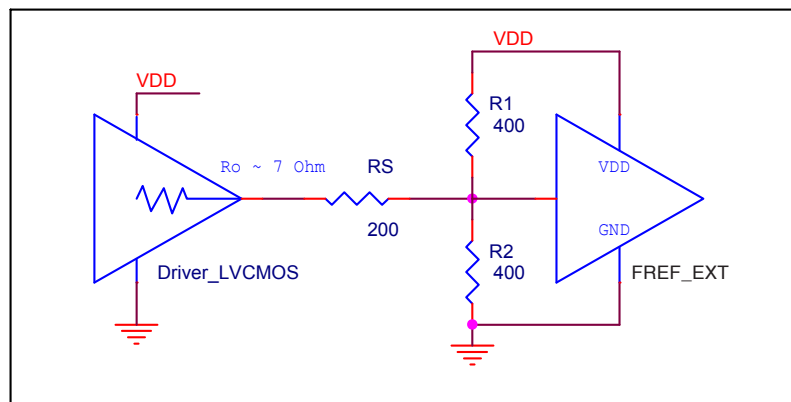 VDD
VDD
R1
400
Ro ~ 7 Ohm
RS
VDD
200
GND
R2
400
Driver_LVCMOS
FREF_EXT